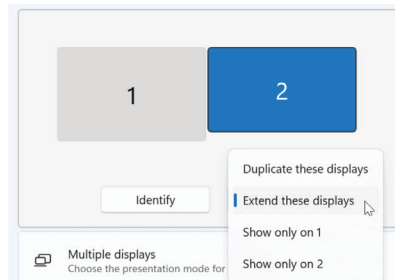 1
2
Duplicate these displays
Identify
Extend these displays
Show only on 1
Multiple displays
Choose the presentation mode for
Show only on 2